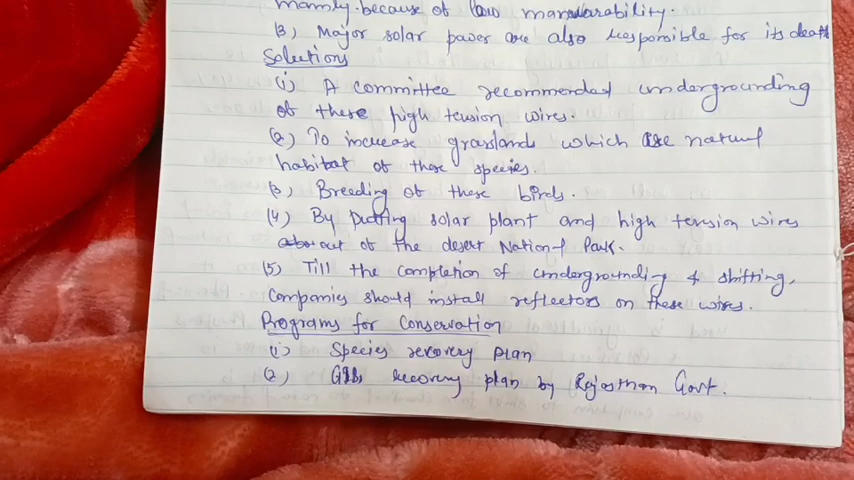 mainly because of low manuvarability.
(3) Major solar paver are also responsible for its death
Solutions
(1) A committee recommended undergrounding
of these high tension wires.
(2) To increase grasslands which are natural
habitat of these species.
(3) Breeding of these birds.
(4) By putting solar plant and high tension wires
out of the desert National Park.
(5) Till the completion of undergrounding & shifting,
Companies should install reflectors on these wires.
Programs for Conservation
(1) Species recovery plan
(2) GIB recovery plan by Rajasthan Govt.